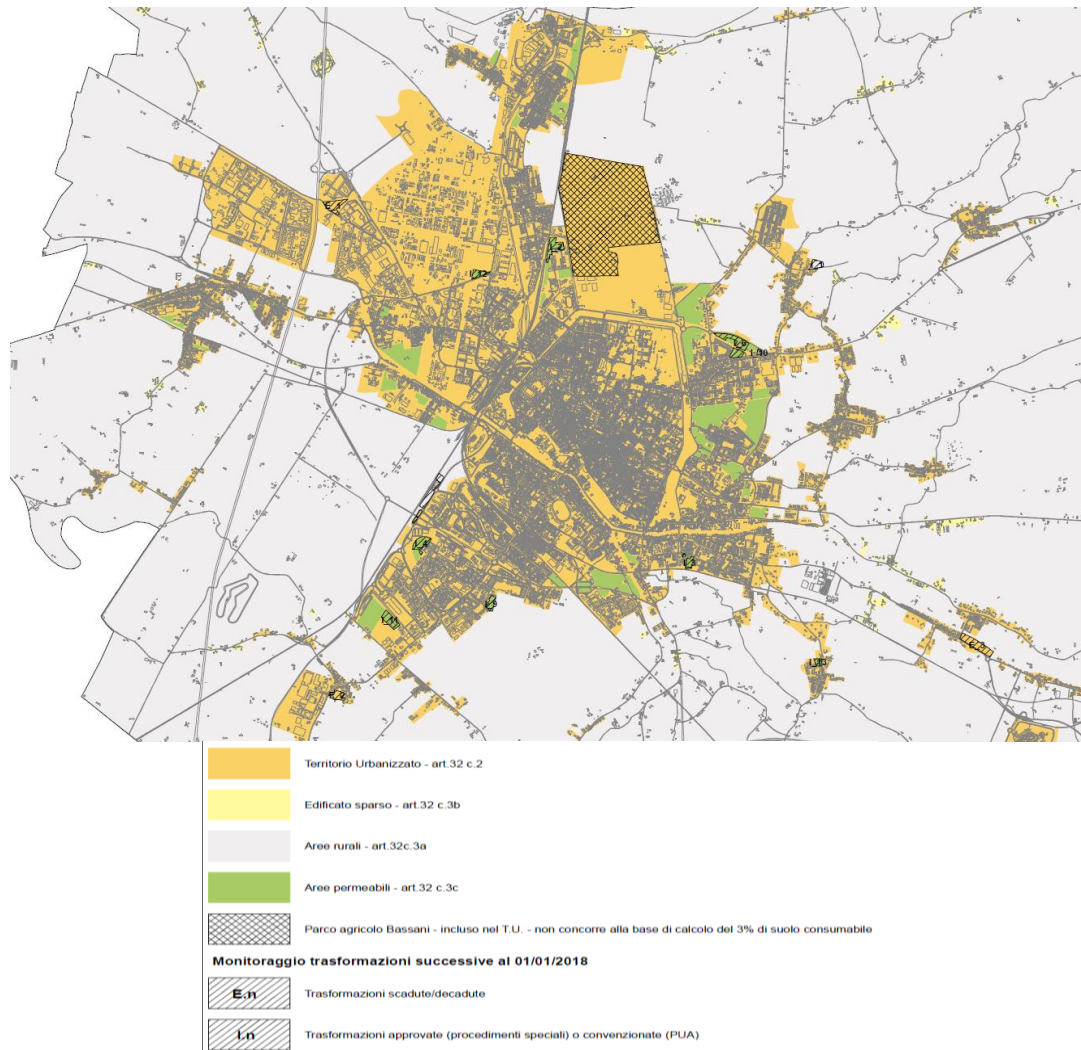 Territorio Urbanizzato - art.32 c.2
Edificato sparso - art.32 c.3b
Aree rurali - art.32c.3a
Aree permeabili - art.32 c.3c
Parco agricolo Bassani - incluso nel T.U. - non concorre alla base di calcolo del 3% di suolo consumabile
Monitoraggio trasformazioni successive al 01/01/2018
E.n
Trasformazioni scadute/decadute
I.n
Trasformazioni approvate (procedimenti speciali) o convenzionate (PUA)